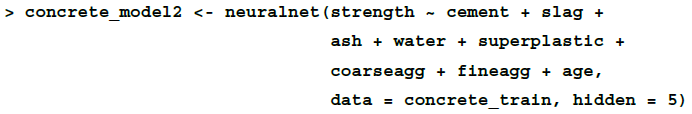 > concrete_model2 <- neuralnet(strength ~ cement + slag +
ash + water + superplastic +
coarseagg + fineagg + age,
data = concrete_train, hidden = 5)